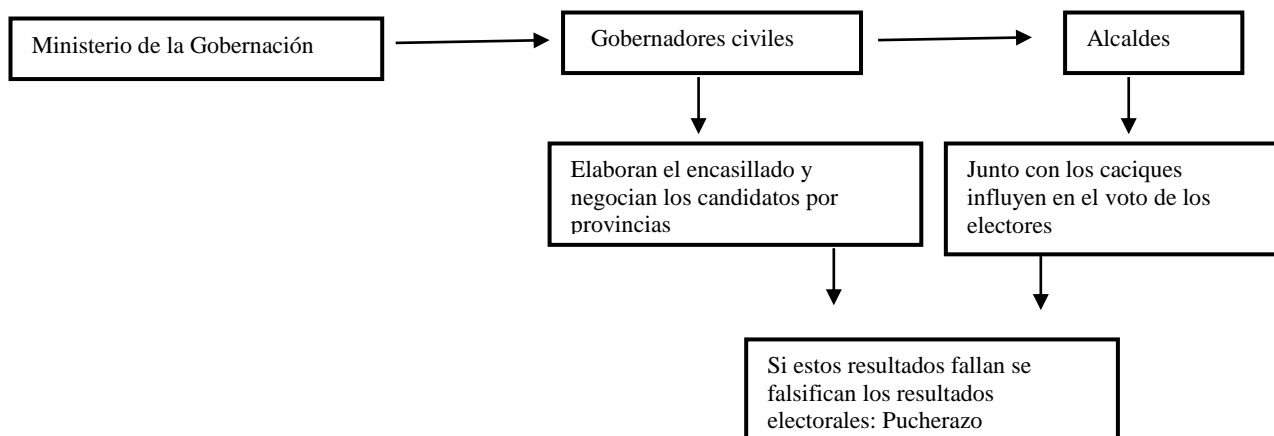 Ministerio de la Gobernación
Gobernadores civiles
Alcaldes
Elaboran el encasillado y
negocian los candidatos por
provincias
Junto con los caciques
influyen en el voto de los
electores
Si estos resultados fallan se
falsifican los resultados
electorales: Pucherazo